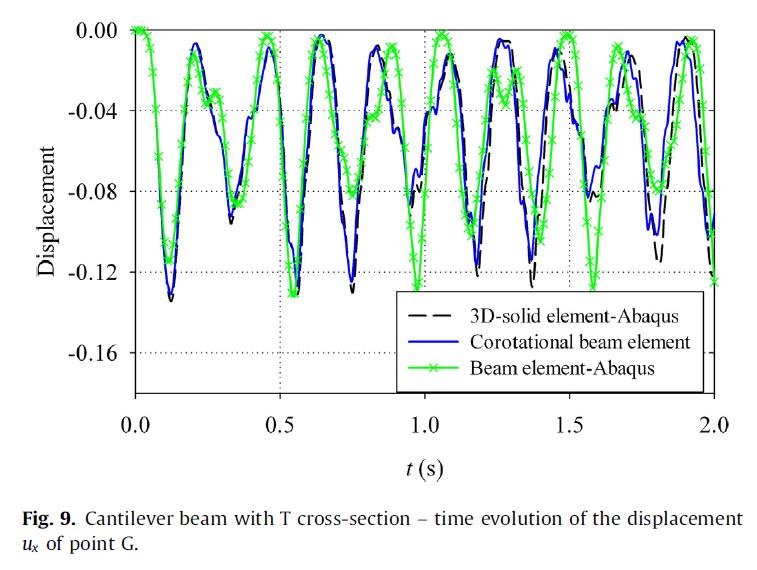 0.00
-0.04
-0.08
-0.12
-0.16
Displacement
3D-solid element-Abaqus
Corotational beam element
Beam element-Abaqus
0.0 0.5 1.0 1.5 2.0
t (s)
Fig. 9. Cantilever beam with T cross-section – time evolution of the displacement
uₓ of point G.